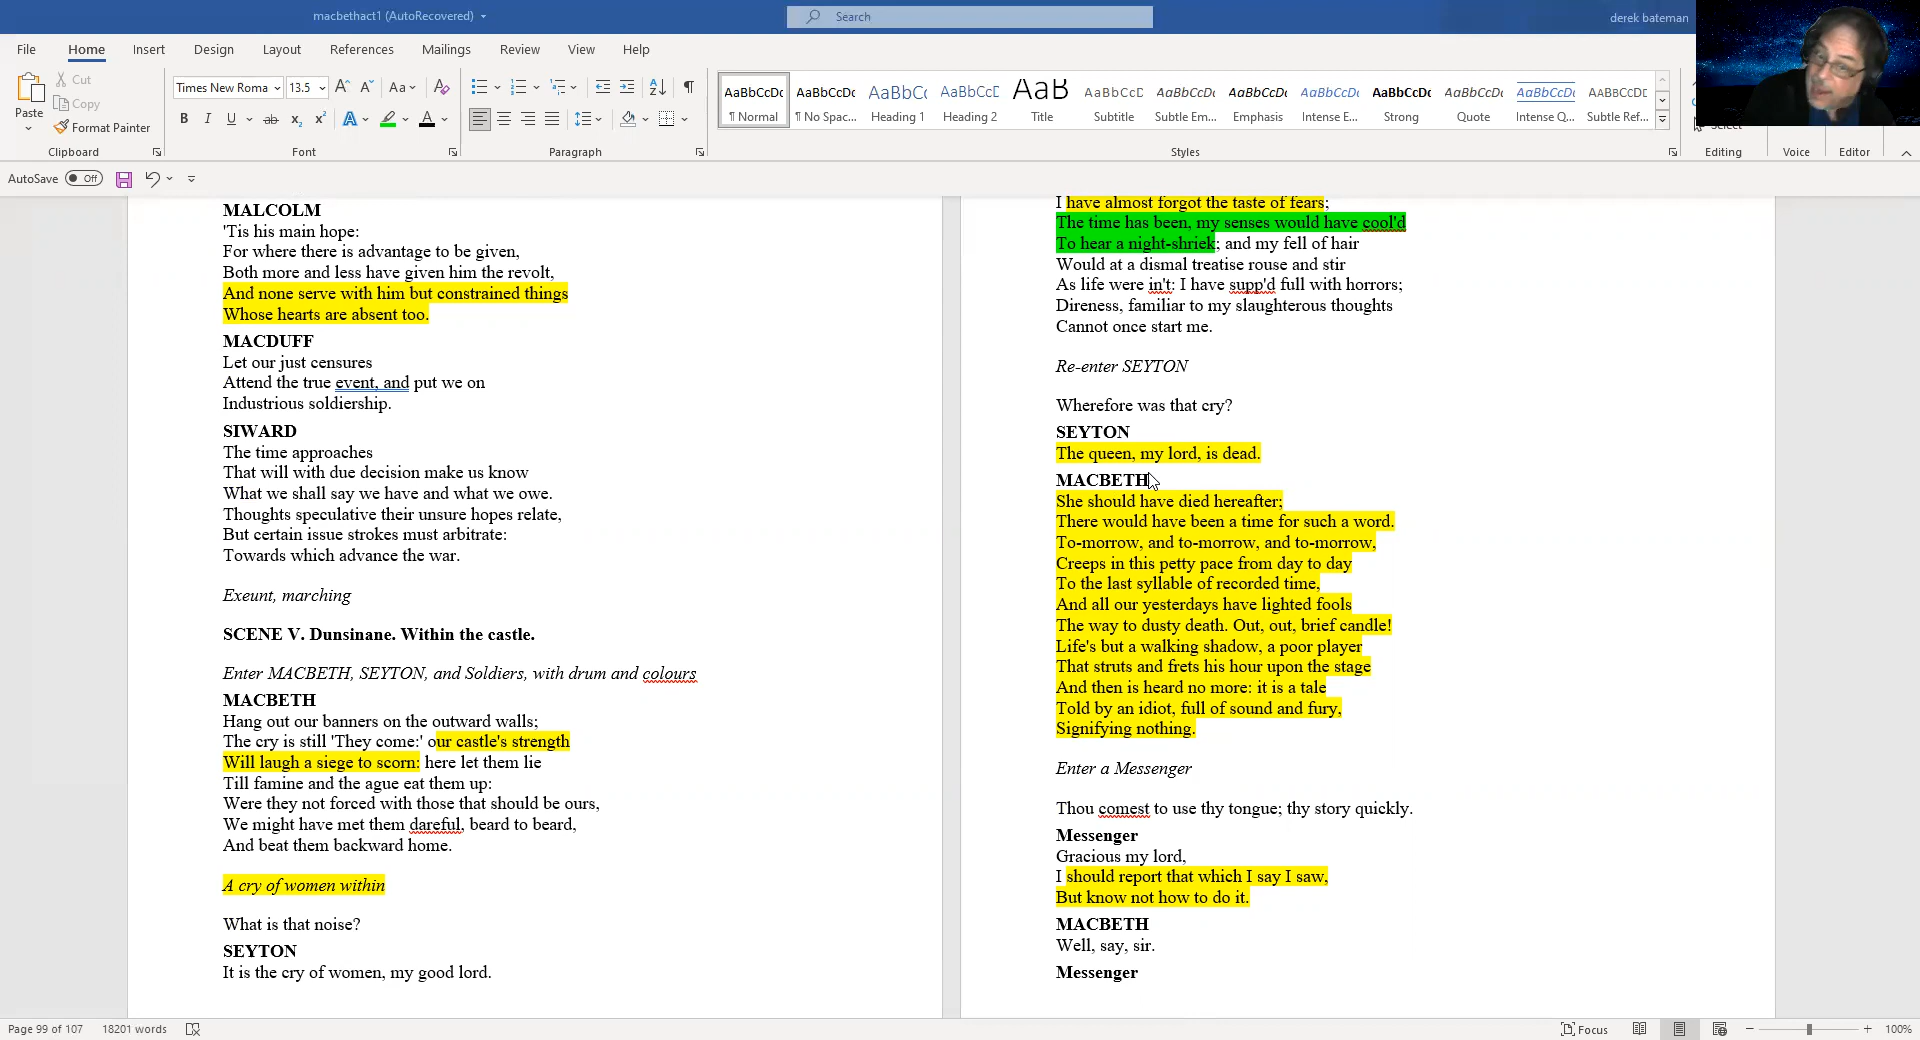 macbethact1 (AutoRecovered)
Search
derek bateman
File Home Insert Design Layout References Mailings Review View Help
Paste
Cut
Copy
Format Painter
Clipboard
Times New Roma 13.5
Font
Paragraph
AaBbCcDc AaBbCcDc AaBbCc AaBbCcD AaB AaBbCcD AaBbCcDc AaBbCcDc AaBbCcDc AaBbCcDc AaBbCcDc AaBbCcDc AABBCCDE
¶ Normal ¶ No Spac... Heading 1 Heading 2 Title Subtitle Subtle Em... Emphasis Intense E... Strong Quote Intense Q... Subtle Ref...
Styles
Select
Editing
Voice
Editor
AutoSave Off
MALCOLM
'Tis his main hope:
For where there is advantage to be given,
Both more and less have given him the revolt,
And none serve with him but constrained things
Whose hearts are absent too.
MACDUFF
Let our just censures
Attend the true event, and put we on
Industrious soldiership.
SIWARD
The time approaches
That will with due decision make us know
What we shall say we have and what we owe.
Thoughts speculative their unsure hopes relate,
But certain issue strokes must arbitrate:
Towards which advance the war.
Exeunt, marching
SCENE V. Dunsinane. Within the castle.
Enter MACBETH, SEYTON, and Soldiers, with drum and colours
MACBETH
Hang out our banners on the outward walls;
The cry is still 'They come:' our castle's strength
Will laugh a siege to scorn: here let them lie
Till famine and the ague eat them up:
Were they not forced with those that should be ours,
We might have met them dareful, beard to beard,
And beat them backward home.
A cry of women within
What is that noise?
SEYTON
It is the cry of women, my good lord.
I have almost forgot the taste of fears;
The time has been, my senses would have cool'd
To hear a night-shriek; and my fell of hair
Would at a dismal treatise rouse and stir
As life were in't: I have supp'd full with horrors;
Direness, familiar to my slaughterous thoughts
Cannot once start me.
Re-enter SEYTON
Wherefore was that cry?
SEYTON
The queen, my lord, is dead.
MACBETH
She should have died hereafter;
There would have been a time for such a word.
To-morrow, and to-morrow, and to-morrow,
Creeps in this petty pace from day to day
To the last syllable of recorded time,
And all our yesterdays have lighted fools
The way to dusty death. Out, out, brief candle!
Life's but a walking shadow, a poor player
That struts and frets his hour upon the stage
And then is heard no more: it is a tale
Told by an idiot, full of sound and fury,
Signifying nothing.
Enter a Messenger
Thou comest to use thy tongue; thy story quickly.
Messenger
Gracious my lord,
I should report that which I say I saw,
But know not how to do it.
MACBETH
Well, say, sir.
Messenger
Page 99 of 107 18201 words
Focus
100%